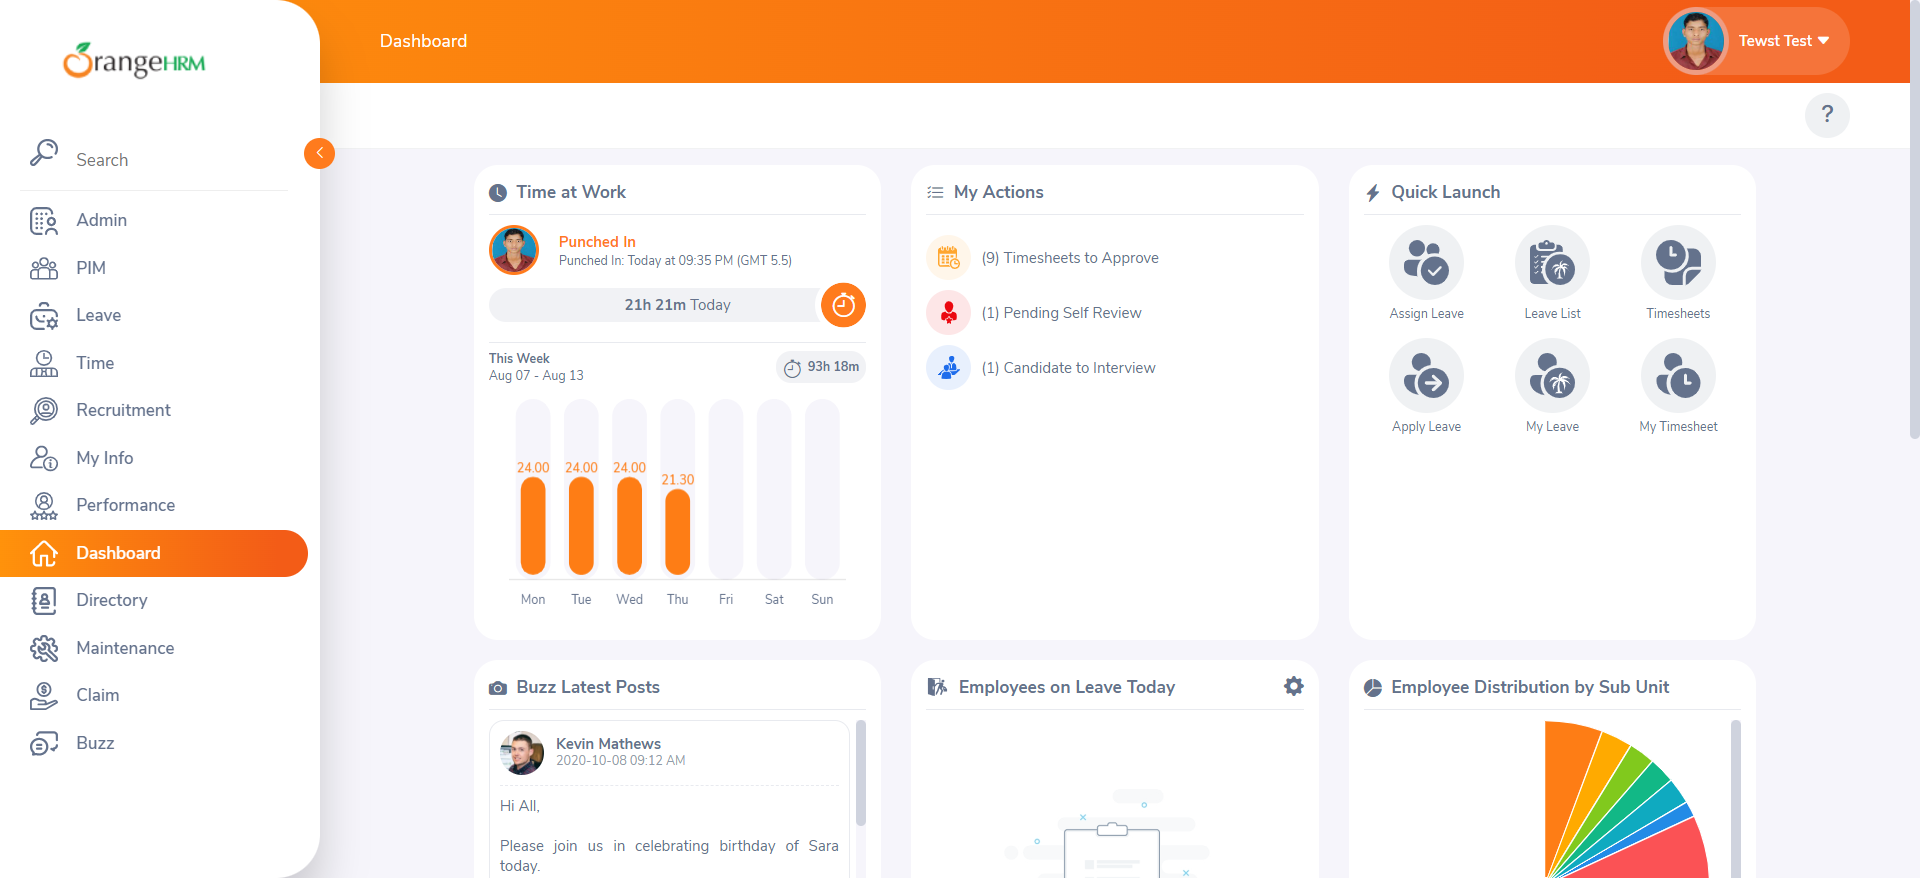 OrangeHRM
Search
Admin
PIM
Leave
Time
Recruitment
My Info
Performance
Dashboard
Directory
Maintenance
Claim
Buzz
Dashboard
Tewst Test
?
Time at Work
Punched In
Punched In: Today at 09:35 PM (GMT 5.5)
21h 21m Today
This Week
Aug 07 - Aug 13
93h 18m
24.00 24.00 24.00 21.30
Mon Tue Wed Thu Fri Sat Sun
My Actions
(9) Timesheets to Approve
(1) Pending Self Review
(1) Candidate to Interview
Quick Launch
Assign Leave Leave List Timesheets
Apply Leave My Leave My Timesheet
Buzz Latest Posts
Kevin Mathews
2020-10-08 09:12 AM
Hi All,
Please join us in celebrating birthday of Sara
today.
Employees on Leave Today
Employee Distribution by Sub Unit